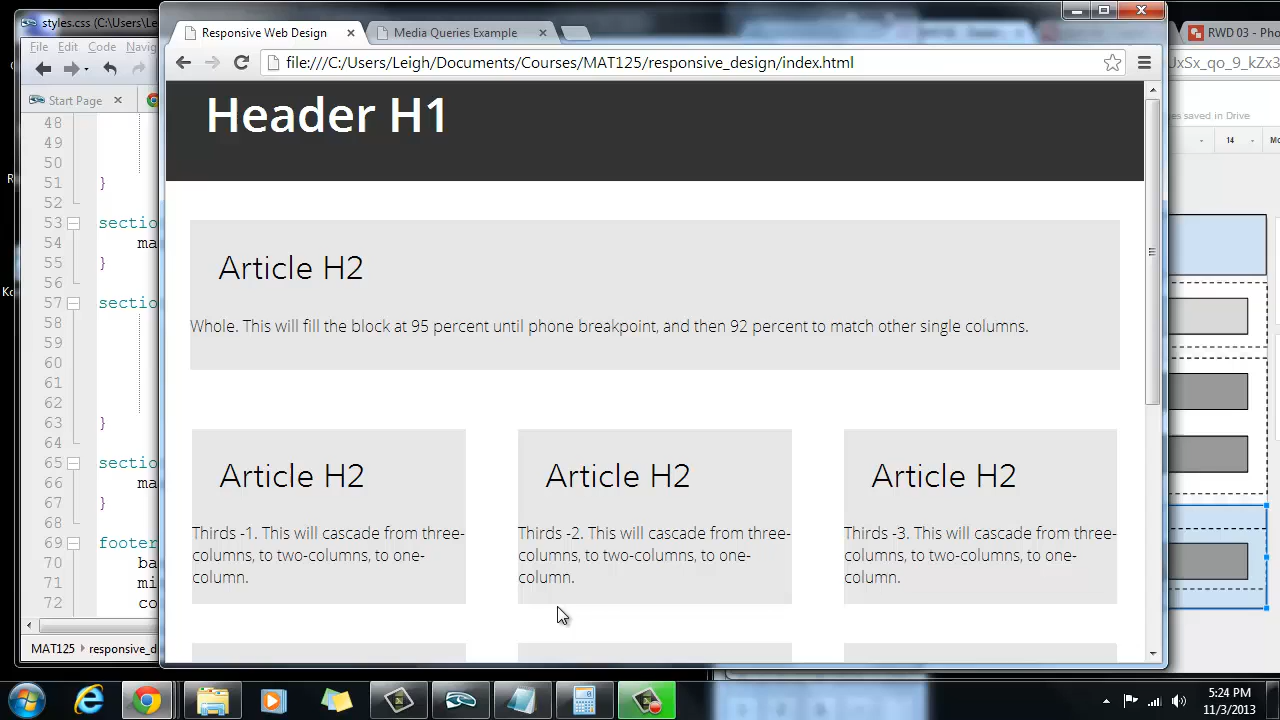 styles.css (C:\Users\Le
Responsive Web Design
Media Queries Example
RWD 03 - Pho
File Edit Code Navig
file:///C:/Users/Leigh/Documents/Courses/MAT125/responsive_design/index.html
JxSx_qo_9_kZx3
Start Page
es saved in Drive
14
Mo
Header H1
48
49
50
51 }
52
53 sectio
54 ma
55 }
56
57 sectio
58
59
60
61
62
63 }
64
65 sectio
66 ma
67 }
68
69 footer
70 ba
71 mi
72 co
Article H2
Whole. This will fill the block at 95 percent until phone breakpoint, and then 92 percent to match other single columns.
Article H2
Thirds -1. This will cascade from three-
columns, to two-columns, to one-
column.
Article H2
Thirds -2. This will cascade from three-
columns, to two-columns, to one-
column.
Article H2
Thirds -3. This will cascade from three-
columns, to two-columns, to one-
column.
MAT125 responsive_d
5:24 PM
11/3/2013